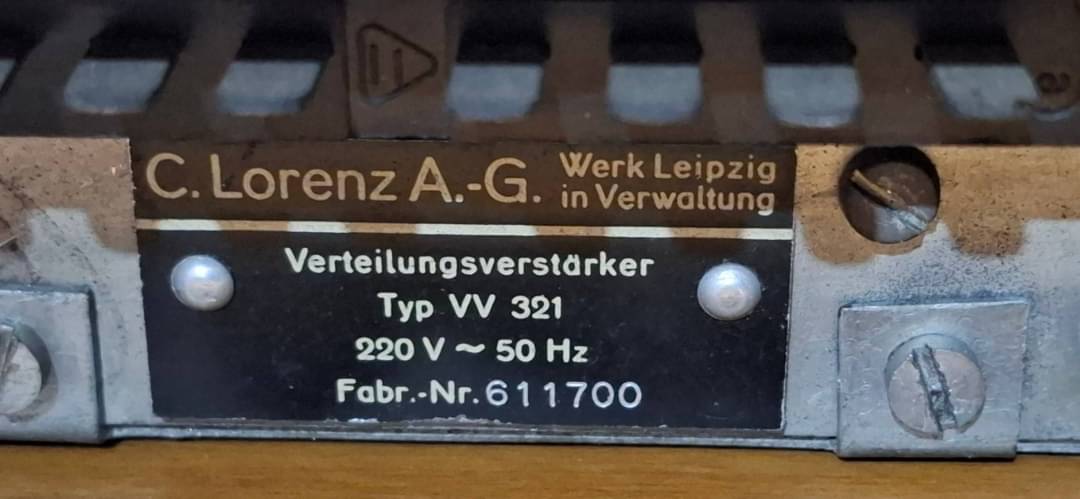 C. Lorenz A.-G. Werk Leipzig
in Verwaltung
Verteilungsverstärker
Typ VV 321
220 V ~ 50 Hz
Fabr.-Nr. 611700